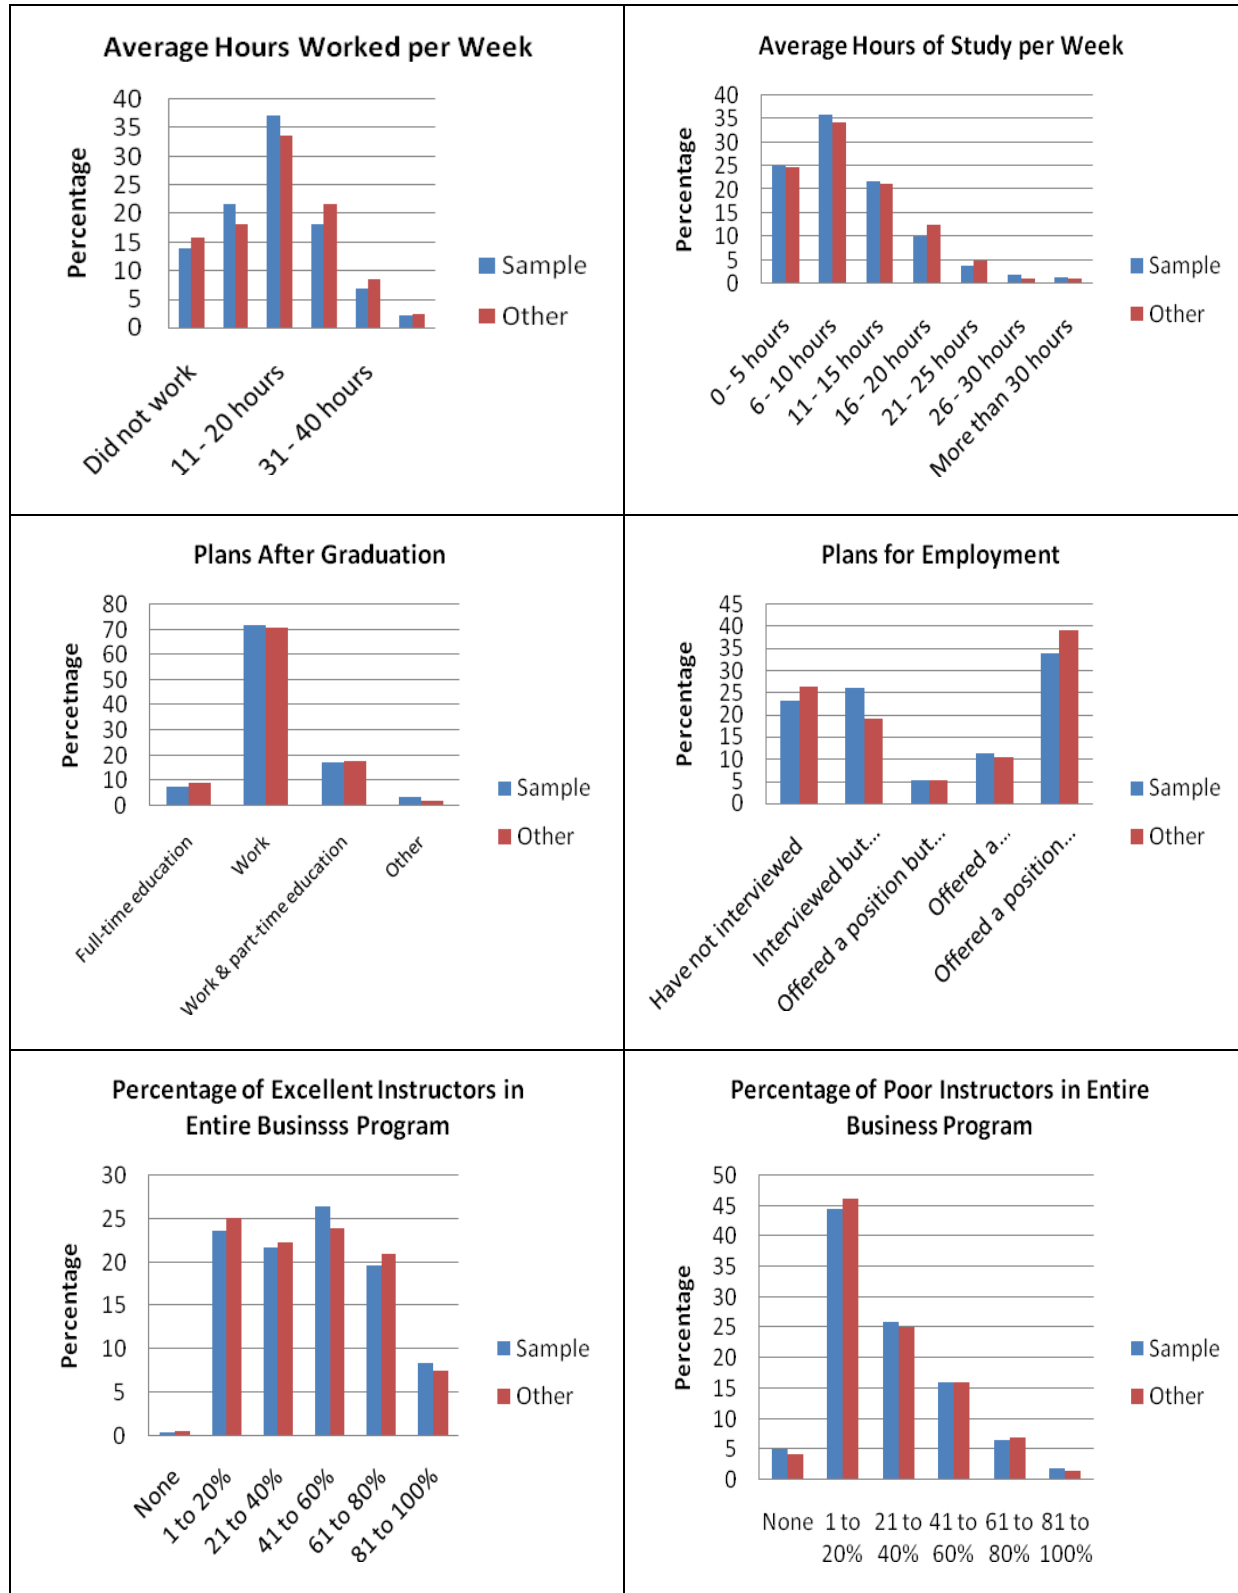 Average Hours Worked per Week
40
35
30
25
20
15
10
5
0
Percentage
Did not work
11 - 20 hours
31 - 40 hours
Sample
Other
Average Hours of Study per Week
40
35
30
25
20
15
10
5
0
Percentage
0 - 5 hours
6 - 10 hours
11 - 15 hours
16 - 20 hours
21 - 25 hours
26 - 30 hours
More than 30 hours
Sample
Other
Plans After Graduation
80
70
60
50
40
30
20
10
0
Percetnage
Full-time education
Work
Work & part-time education
Other
Sample
Other
Plans for Employment
45
40
35
30
25
20
15
10
5
0
Percentage
Have not interviewed
Interviewed but...
Offered a position but...
Offered a...
Offered a position...
Sample
Other
Percentage of Excellent Instructors in
Entire Businsss Program
30
25
20
15
10
5
0
Percentage
None
1 to 20%
21 to 40%
41 to 60%
61 to 80%
81 to 100%
Sample
Other
Percentage of Poor Instructors in Entire
Business Program
50
45
40
35
30
25
20
15
10
5
0
Percentage
None 1 to 21 to 41 to 61 to 81 to
20% 40% 60% 80% 100%
Sample
Other